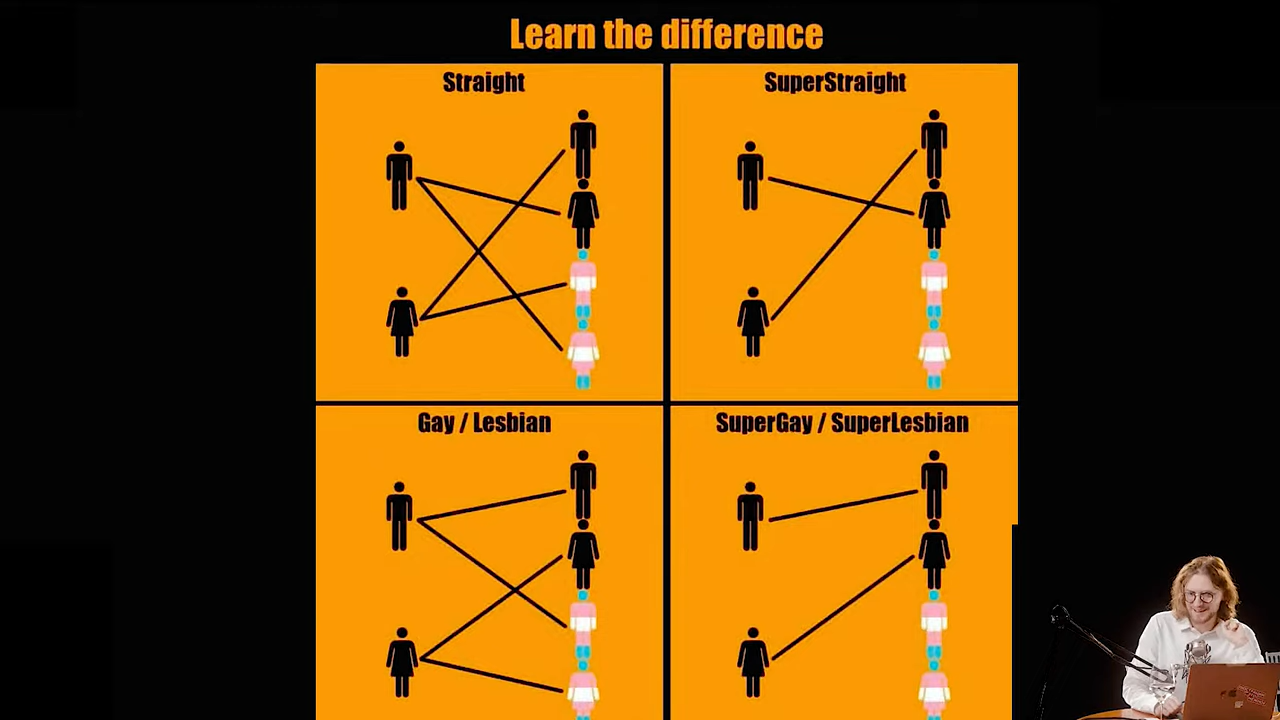 Learn the difference
Straight
SuperStraight
Gay / Lesbian
SuperGay / SuperLesbian